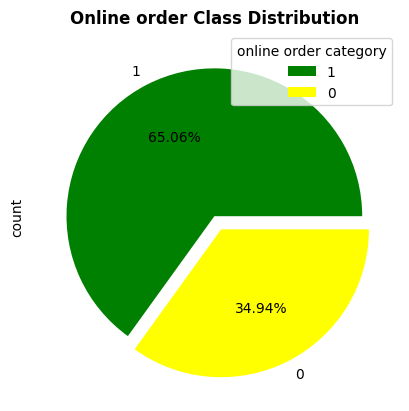 Online order Class Distribution
online order category
1
0
1
65.06%
count
34.94%
0